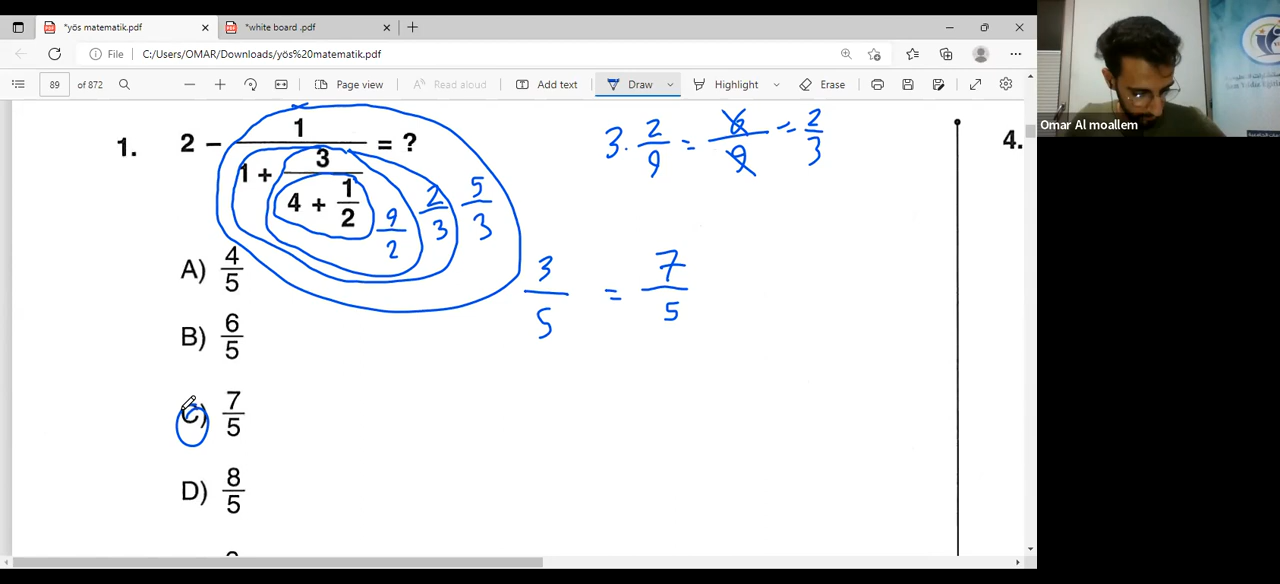 *yös matematik.pdf
*white board .pdf
File C:/Users/OMAR/Downloads/yös%20matematik.pdf
89 of 872 Page view Read aloud Add text Draw Highlight Erase
Omar Al moallem
1. 2 - 1/(1 + 3/(4 + 1/2)) = ?
9/2 2/3 5/3
3 · 2/9 = 6/9 = 2/3
3/5 = 7/5
4.
A) 4/5
B) 6/5
C) 7/5
D) 8/5